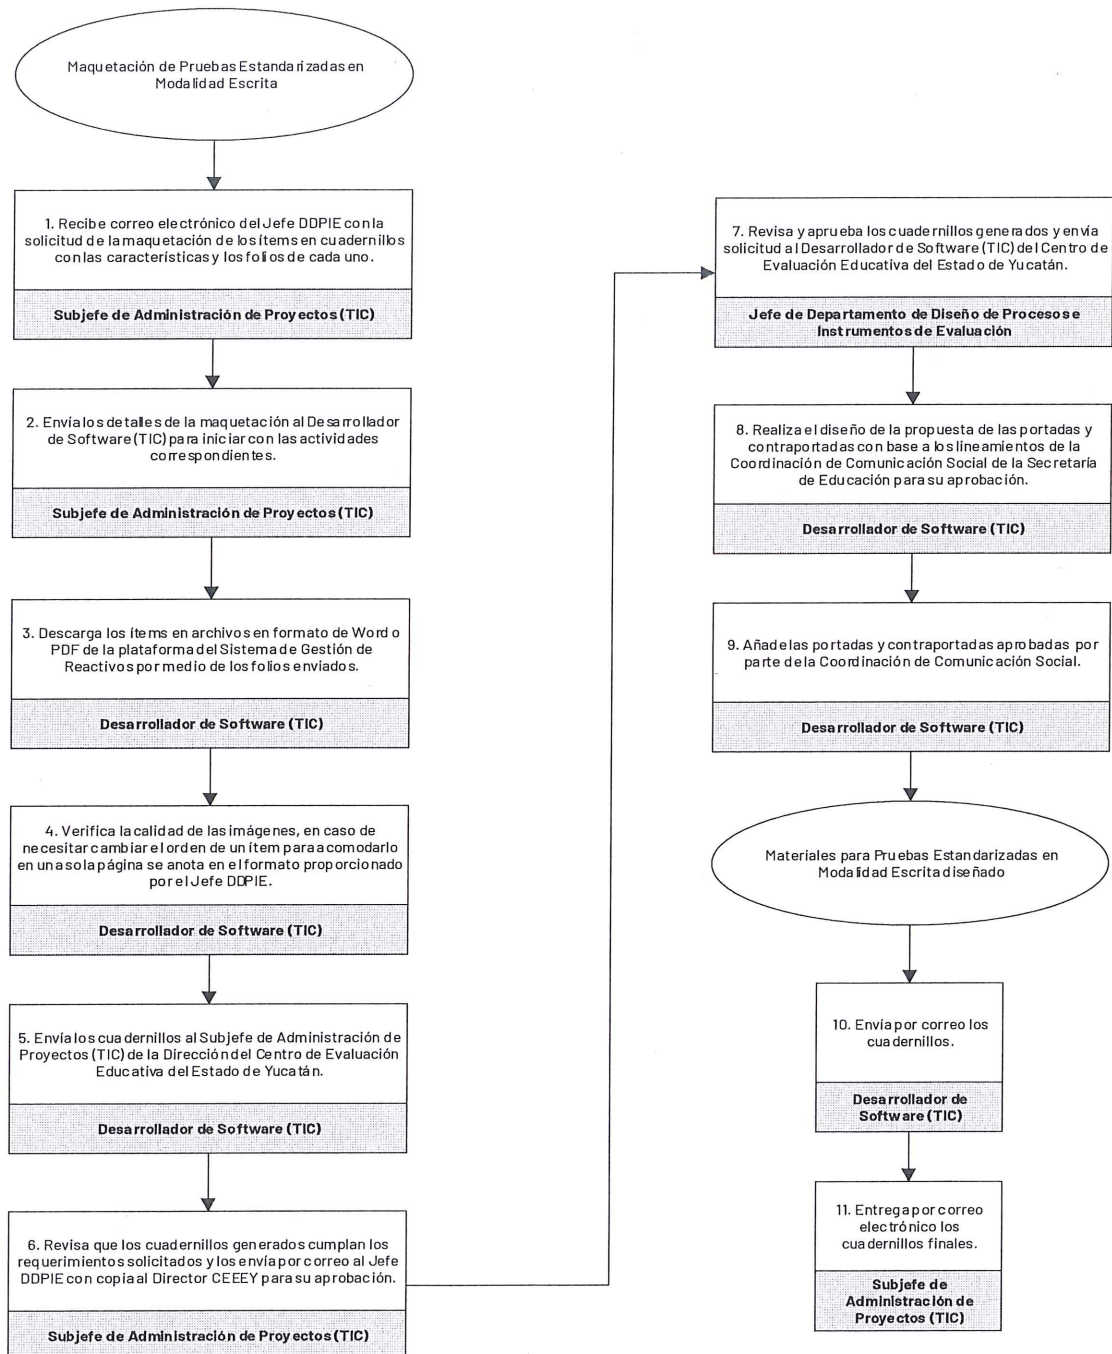 Maquetación de Pruebas Estandarizadas en
Modalidad Escrita
1. Recibe correo electrónico del Jefe DDPIE con la
solicitud de la maquetación de los ítems en cuadernillos
con las características y los folios de cada uno.
Subjefe de Administración de Proyectos (TIC)
2. Envía los detalles de la maquetación al Desarrollador
de Software (TIC) para iniciar con las actividades
correspondientes.
Subjefe de Administración de Proyectos (TIC)
3. Descarga los ítems en archivos en formato de Word o
PDF de la plataforma del Sistema de Gestión de
Reactivos por medio de los folios enviados.
Desarrollador de Software (TIC)
4. Verifica la calidad de las imágenes, en caso de
necesitar cambiar el orden de un ítem para acomodarlo
en una sola página se anota en el formato proporcionado
por el Jefe DDPIE.
Desarrollador de Software (TIC)
5. Envía los cuadernillos al Subjefe de Administración de
Proyectos (TIC) de la Dirección del Centro de Evaluación
Educativa del Estado de Yucatán.
Desarrollador de Software (TIC)
6. Revisa que los cuadernillos generados cumplan los
requerimientos solicitados y los envía por correo al Jefe
DDPIE con copia al Director CEEEY para su aprobación.
Subjefe de Administración de Proyectos (TIC)
7. Revisa y aprueba los cuadernillos generados y envía
solicitud al Desarrollador de Software (TIC) del Centro de
Evaluación Educativa del Estado de Yucatán.
Jefe de Departamento de Diseño de Procesos e
Instrumentos de Evaluación
8. Realiza el diseño de la propuesta de las portadas y
contraportadas con base a los lineamientos de la
Coordinación de Comunicación Social de la Secretaría
de Educación para su aprobación.
Desarrollador de Software (TIC)
9. Añade las portadas y contraportadas aprobadas por
parte de la Coordinación de Comunicación Social.
Desarrollador de Software (TIC)
Materiales para Pruebas Estandarizadas en
Modalidad Escrita diseñado
10. Envía por correo los
cuadernillos.
Desarrollador de
Software (TIC)
11. Entrega por correo
electrónico los
cuadernillos finales.
Subjefe de
Administración de
Proyectos (TIC)